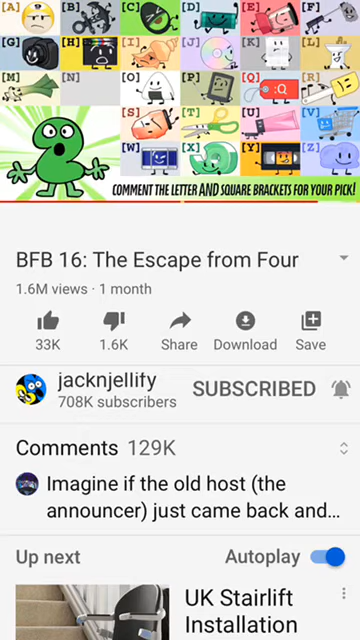 [A] [B] [C] [D] [E] [F]
[G] [H] [I] [J] [K] [L]
[M] [N] [O] [P] [Q] [R]
:Q
[S] [T] [U] [V]
[W] [X] [Y] [Z]
COMMENT THE LETTER AND SQUARE BRACKETS FOR YOUR PICK!
BFB 16: The Escape from Four
1.6M views · 1 month
33K 1.6K Share Download Save
jacknjellify
708K subscribers
SUBSCRIBED
Comments 129K
Imagine if the old host (the
announcer) just came back and...
Up next Autoplay
UK Stairlift
Installation